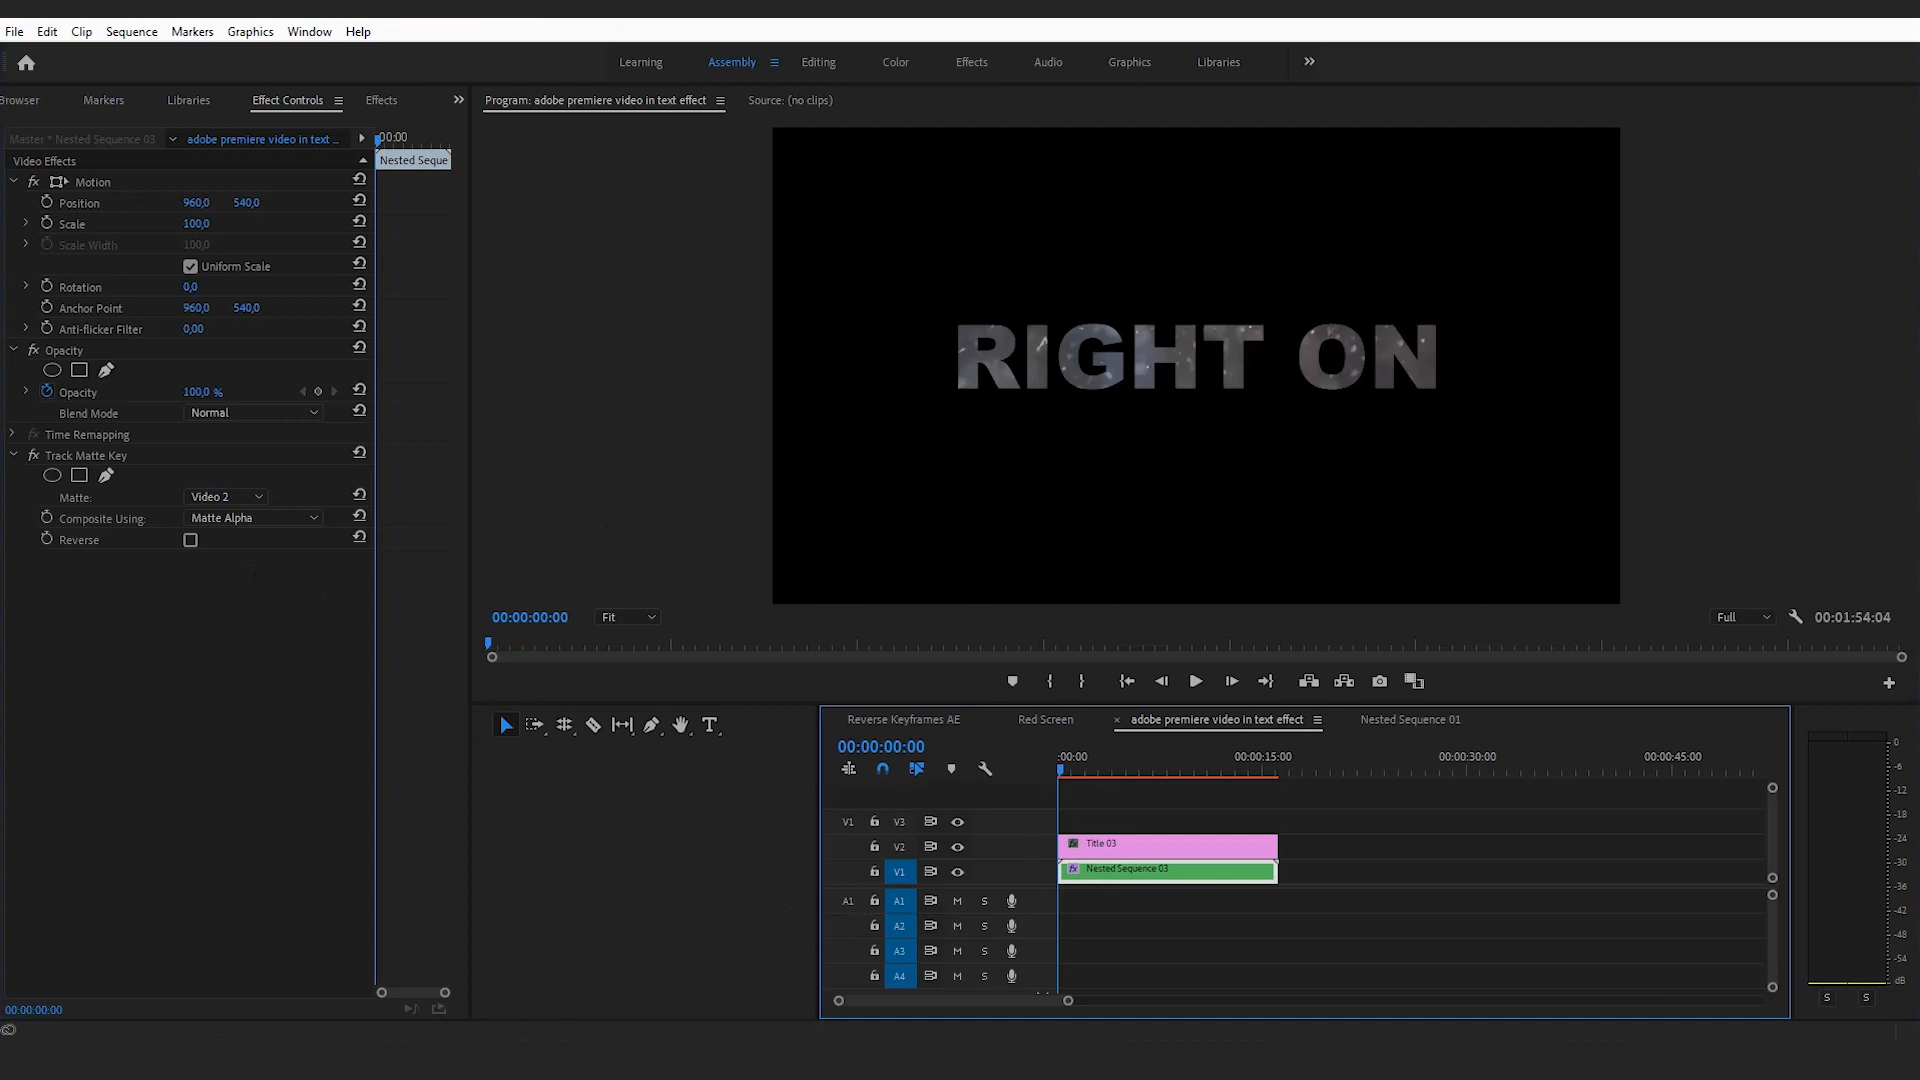 File Edit Clip Sequence Markers Graphics Window Help
Learning Assembly Editing Color Effects Audio Graphics Libraries
Browser Markers Libraries Effect Controls Effects
Program: adobe premiere video in text effect Source: (no clips)
Master * Nested Sequence 03 adobe premiere video in text ...
:00:00
Nested Seque
Video Effects
fx Motion
Position 960,0 540,0
Scale 100,0
Scale Width 100,0
Uniform Scale
Rotation 0,0
Anchor Point 960,0 540,0
Anti-flicker Filter 0,00
fx Opacity
Opacity 100,0 %
Blend Mode Normal
fx Time Remapping
fx Track Matte Key
Matte: Video 2
Composite Using: Matte Alpha
Reverse
00:00:00:00
RIGHT ON
00:00:00:00 Fit Full 00:01:54:04
Reverse Keyframes AE Red Screen × adobe premiere video in text effect Nested Sequence 01
00:00:00:00
:00:00 00:00:15:00 00:00:30:00 00:00:45:00
V1 V3
V2 fx Title 03
V1 fx Nested Sequence 03
A1 A1 M S
A2 M S
A3 M S
A4 M S
0
-6
-12
-18
-24
-30
-36
-42
-48
-54
dB
S S